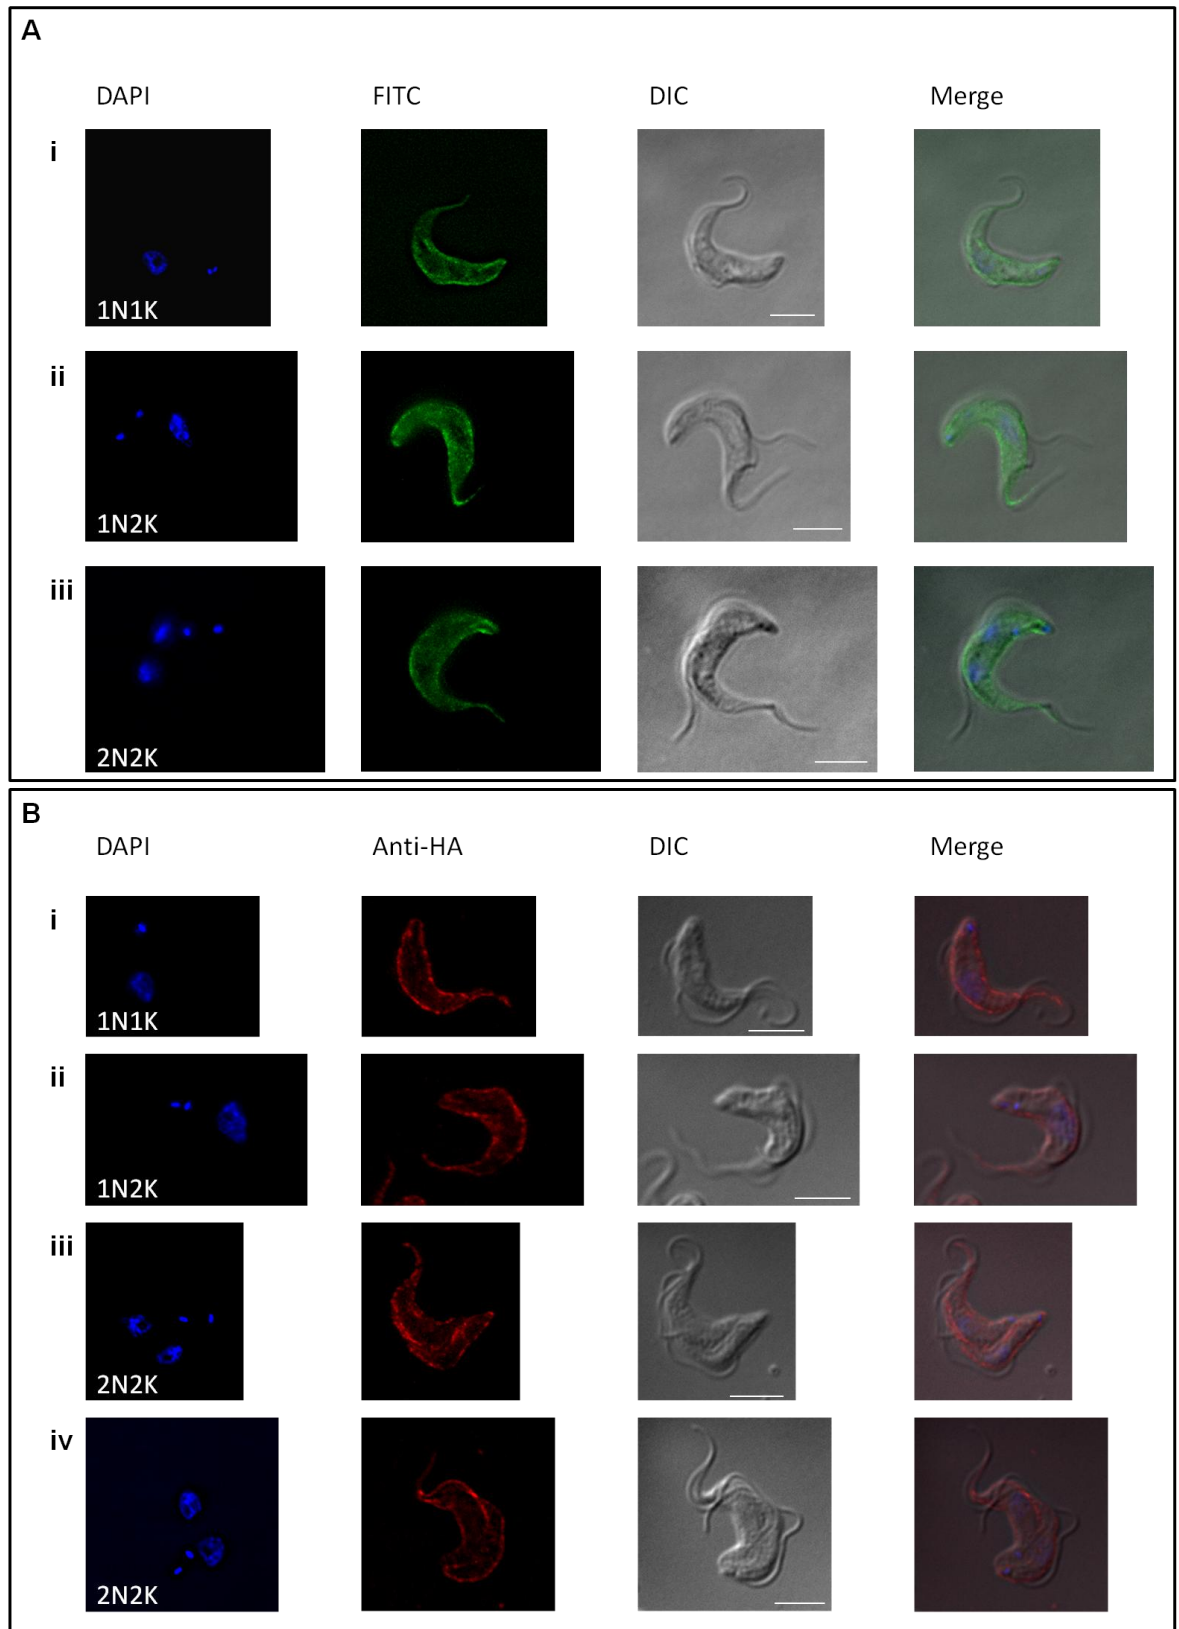 A
DAPI FITC DIC Merge
i
1N1K
ii
1N2K
iii
2N2K
B
DAPI Anti-HA DIC Merge
i
1N1K
ii
1N2K
iii
2N2K
iv
2N2K